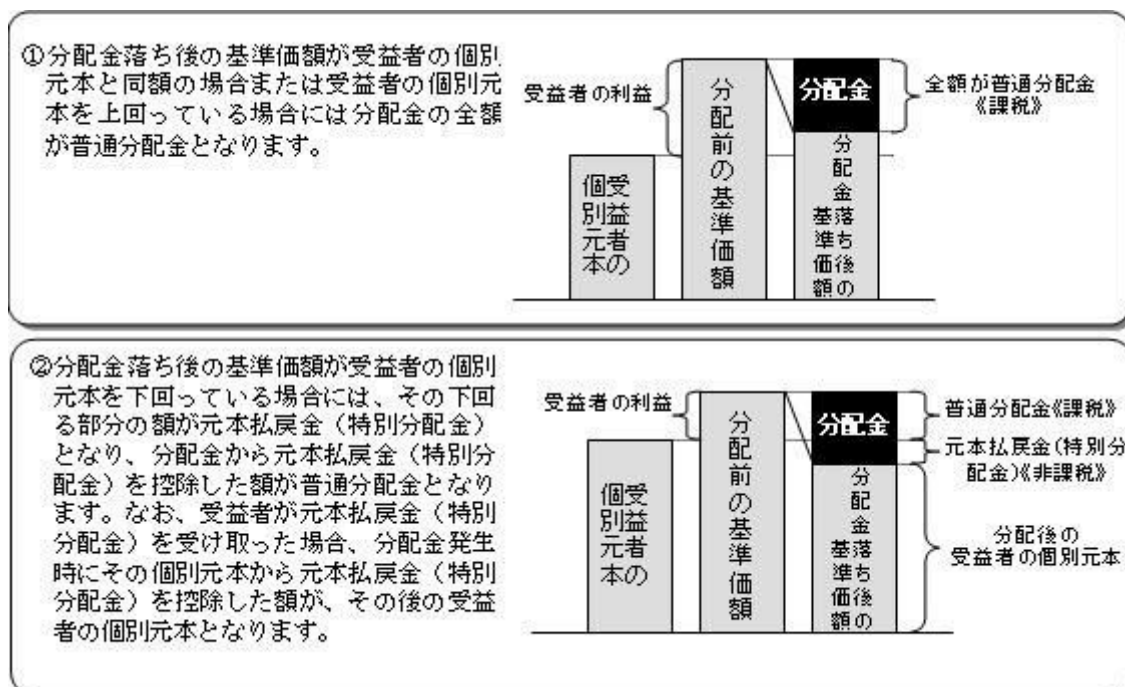 ①分配金落ち後の基準価額が受益者の個別
元本と同額の場合または受益者の個別元
本を上回っている場合には分配金の全額
が普通分配金となります。
受益者の利益
受益者の
個別元本
分配前の基準価額
分配金
分配金落ち後の
基準価額
全額が普通分配金
《課税》
②分配金落ち後の基準価額が受益者の個別
元本を下回っている場合には、その下回
る部分の額が元本払戻金（特別分配金）
となり、分配金から元本払戻金（特別分
配金）を控除した額が普通分配金となり
ます。なお、受益者が元本払戻金（特別
分配金）を受け取った場合、分配金発生
時にその個別元本から元本払戻金（特別
分配金）を控除した額が、その後の受益
者の個別元本となります。
受益者の利益
受益者の
個別元本
分配前の基準価額
分配金
分配金落ち後の
基準価額
普通分配金《課税》
元本払戻金(特別分
配金)《非課税》
分配後の
受益者の個別元本